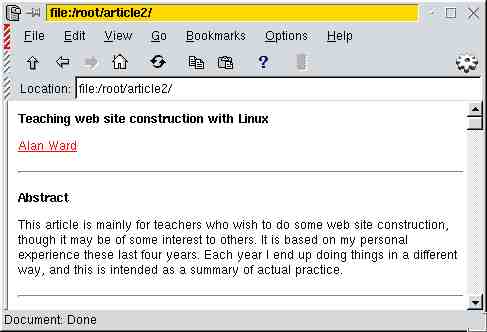 file:/root/article2/
File Edit View Go Bookmarks Options Help
?
Location: file:/root/article2/
Teaching web site construction with Linux
Alan Ward
Abstract
This article is mainly for teachers who wish to do some web site construction,
though it may be of some interest to others. It is based on my personal
experience these last four years. Each year I end up doing things in a different
way, and this is intended as a summary of actual practice.
Document: Done